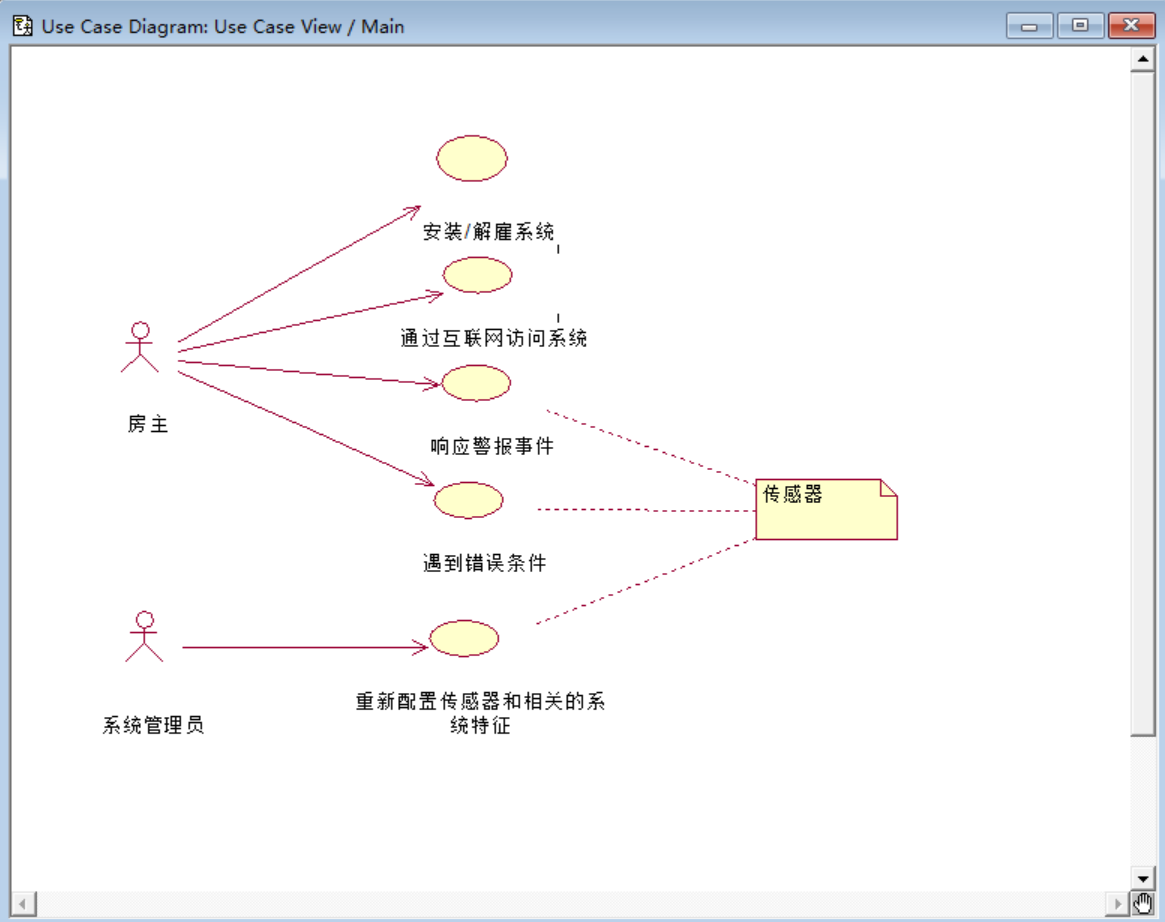 Use Case Diagram: Use Case View / Main
安装/解雇系统
通过互联网访问系统
房主
响应警报事件
传感器
遇到错误条件
重新配置传感器和相关的系
统特征
系统管理员